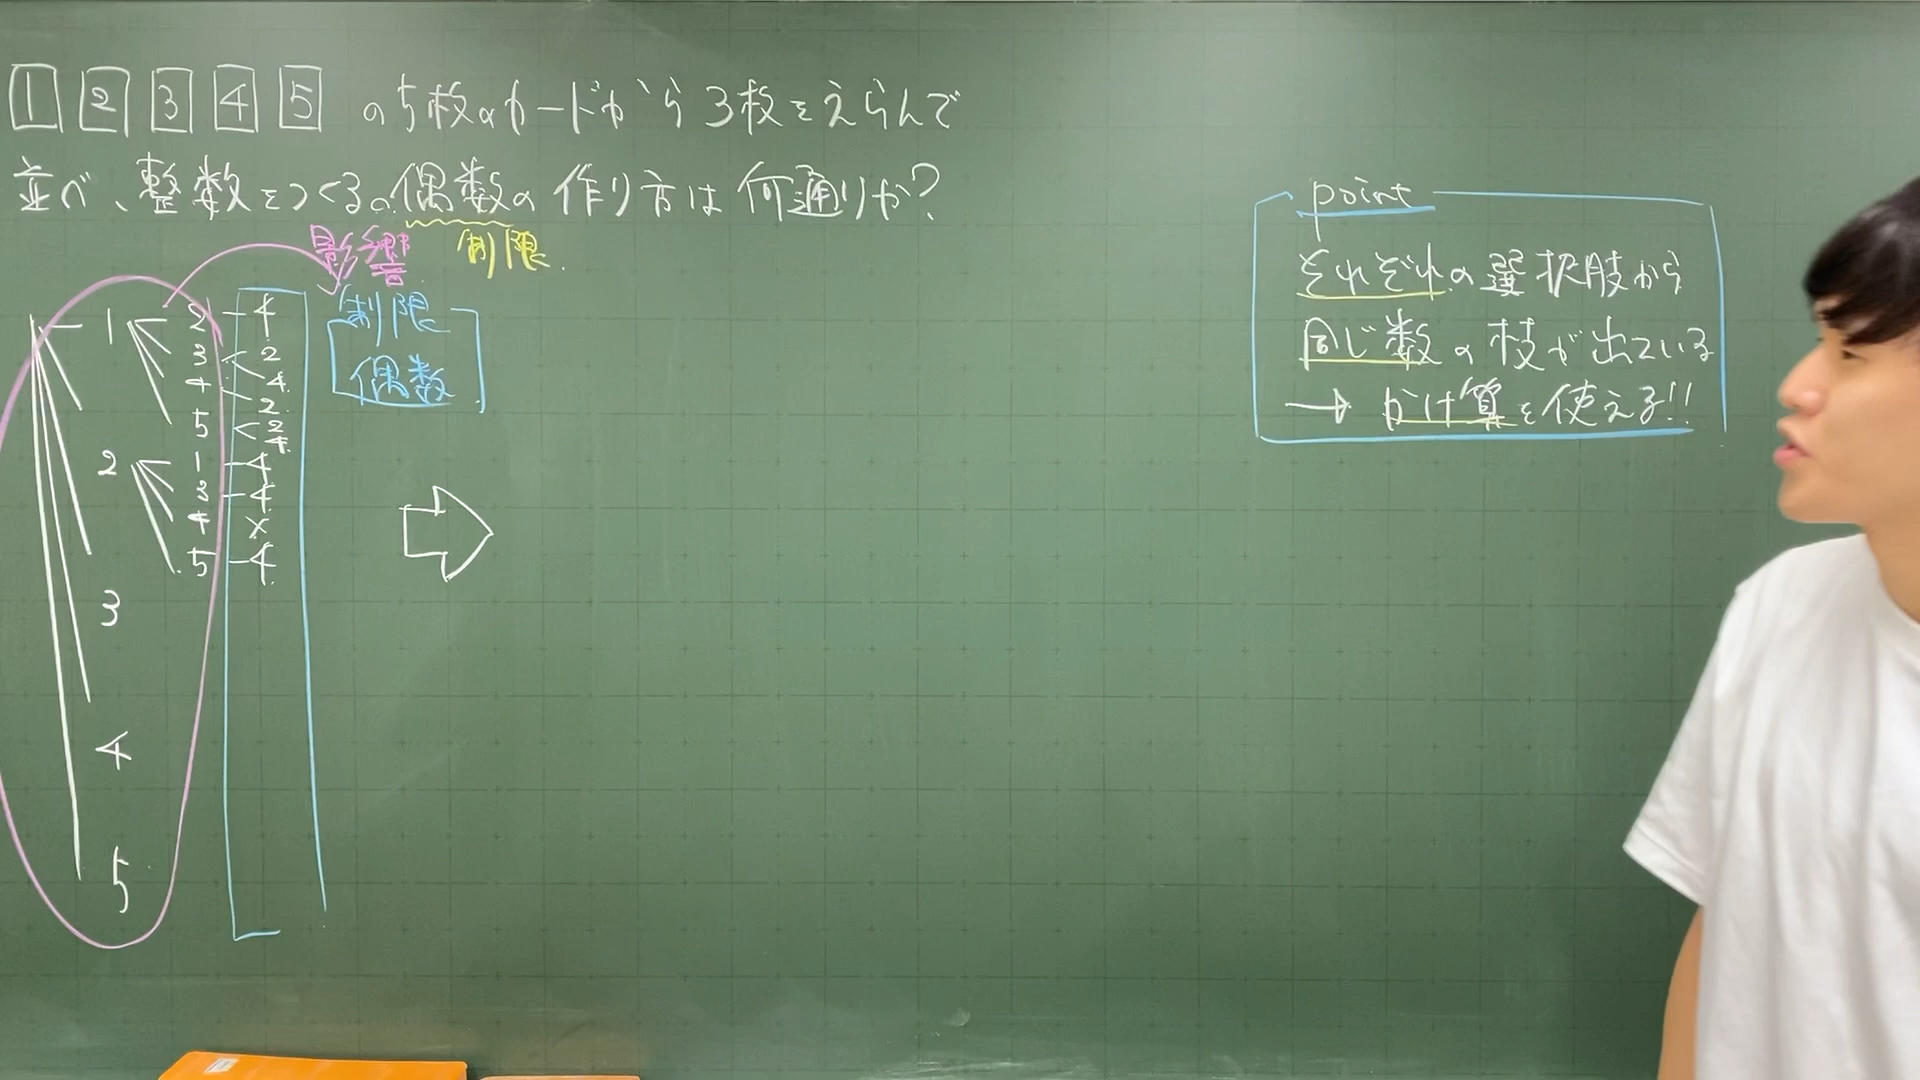 1 2 3 4 5 の5枚のカードから3枚をえらんで
並べ、整数をつくる。偶数の作り方は何通りか?
影響 制限
制限
偶数
1 2 4
3 2
4
4 2
5 2
4
2 1 4
3 4
4 ×
5 4
3
4
5
point
それぞれの選択肢から
同じ数の枝が出ている
→ かけ算を使える!!